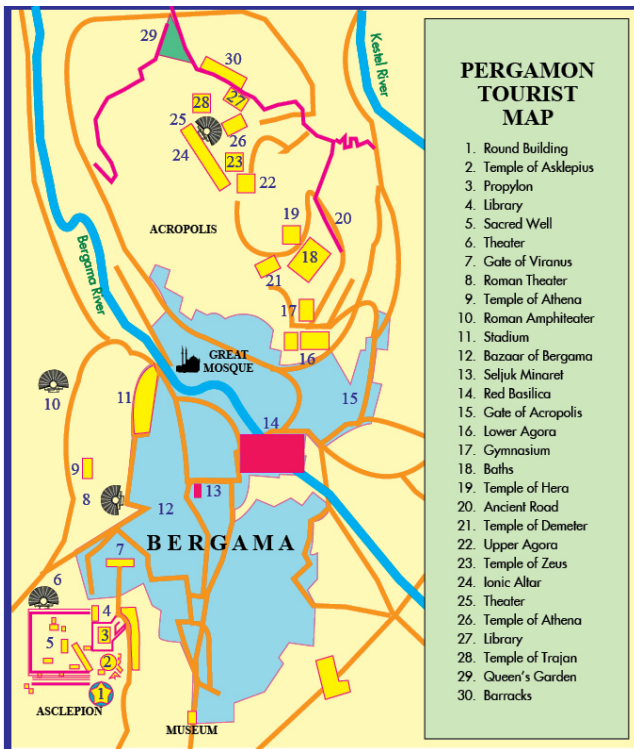 29
30
Kestel River
28
27
25
26
24
23
22
ACROPOLIS
19
20
18
21
Bergama River
17
GREAT
MOSQUE
16
10
11
15
14
9
13
8
12
BERGAMA
7
6
4
5
3
2
1
ASCLEPION
MUSEUM
PERGAMON
TOURIST
MAP
1. Round Building
2. Temple of Asklepius
3. Propylon
4. Library
5. Sacred Well
6. Theater
7. Gate of Viranus
8. Roman Theater
9. Temple of Athena
10. Roman Amphiteater
11. Stadium
12. Bazaar of Bergama
13. Seljuk Minaret
14. Red Basilica
15. Gate of Acropolis
16. Lower Agora
17. Gymnasium
18. Baths
19. Temple of Hera
20. Ancient Road
21. Temple of Demeter
22. Upper Agora
23. Temple of Zeus
24. Ionic Altar
25. Theater
26. Temple of Athena
27. Library
28. Temple of Trajan
29. Queen's Garden
30. Barracks